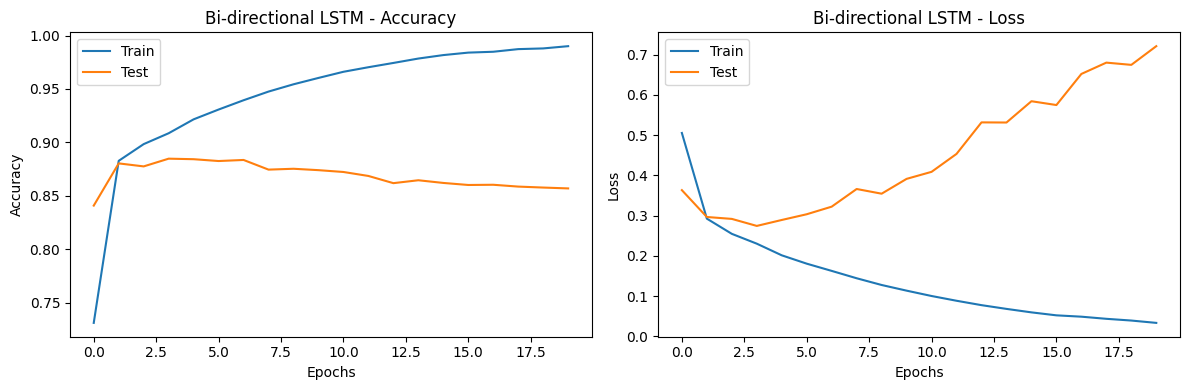 Bi-directional LSTM - Accuracy
Train
Test
1.00
0.95
0.90
0.85
0.80
0.75
Accuracy
0.0 2.5 5.0 7.5 10.0 12.5 15.0 17.5
Epochs
Bi-directional LSTM - Loss
Train
Test
0.7
0.6
0.5
0.4
0.3
0.2
0.1
0.0
Loss
0.0 2.5 5.0 7.5 10.0 12.5 15.0 17.5
Epochs